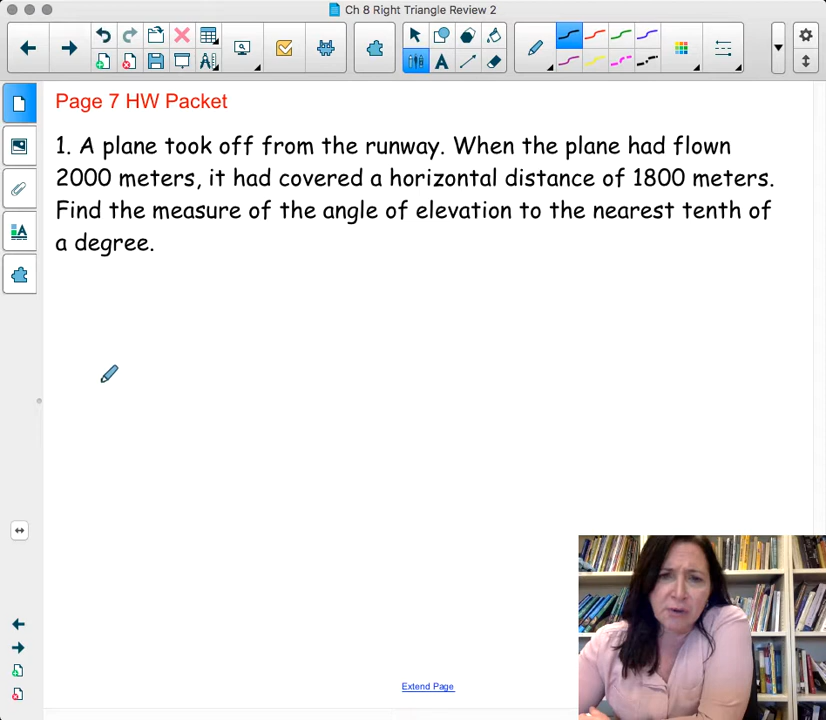 Ch 8 Right Triangle Review 2
Page 7 HW Packet
1. A plane took off from the runway. When the plane had flown
2000 meters, it had covered a horizontal distance of 1800 meters.
Find the measure of the angle of elevation to the nearest tenth of
a degree.
Extend Page